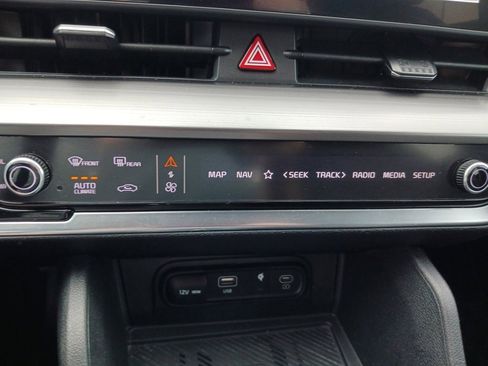 FRONT
REAR
AUTO
CLIMATE
MAP NAV <SEEK TRACK> RADIO MEDIA SETUP
12V
USB